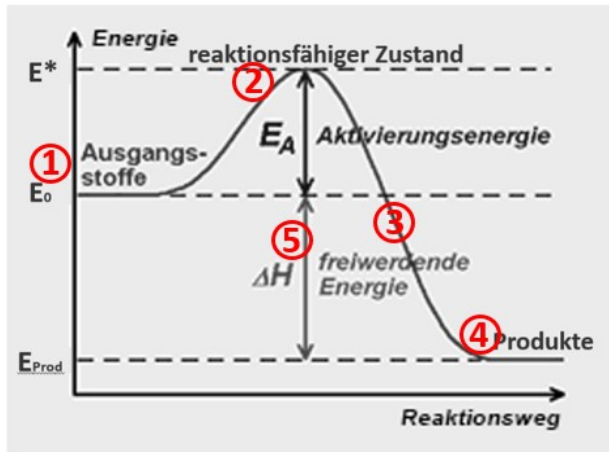 Energie
reaktionsfähiger Zustand
E*
②
E_A Aktivierungsenergie
① Ausgangs-
stoffe
E₀
③
⑤
ΔH freiwerdende
Energie
④ Produkte
E_Prod
Reaktionsweg